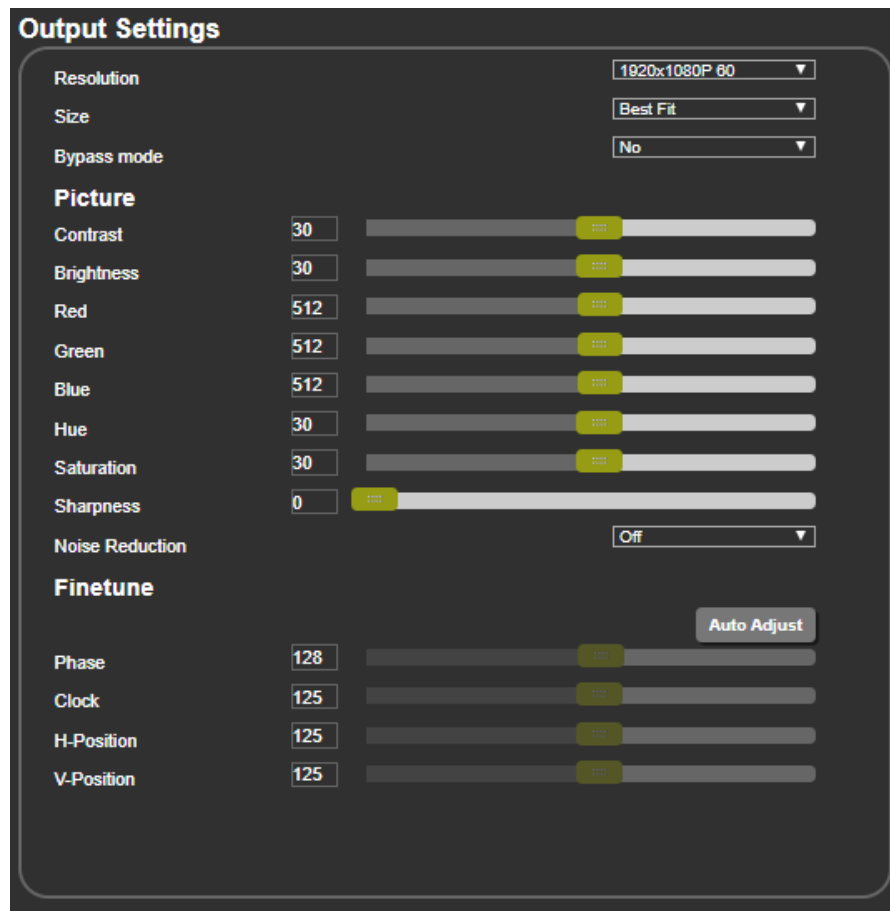 Output Settings
Resolution 1920x1080P 60
Size Best Fit
Bypass mode No
Picture
Contrast 30
Brightness 30
Red 512
Green 512
Blue 512
Hue 30
Saturation 30
Sharpness 0
Noise Reduction Off
Finetune
Auto Adjust
Phase 128
Clock 125
H-Position 125
V-Position 125